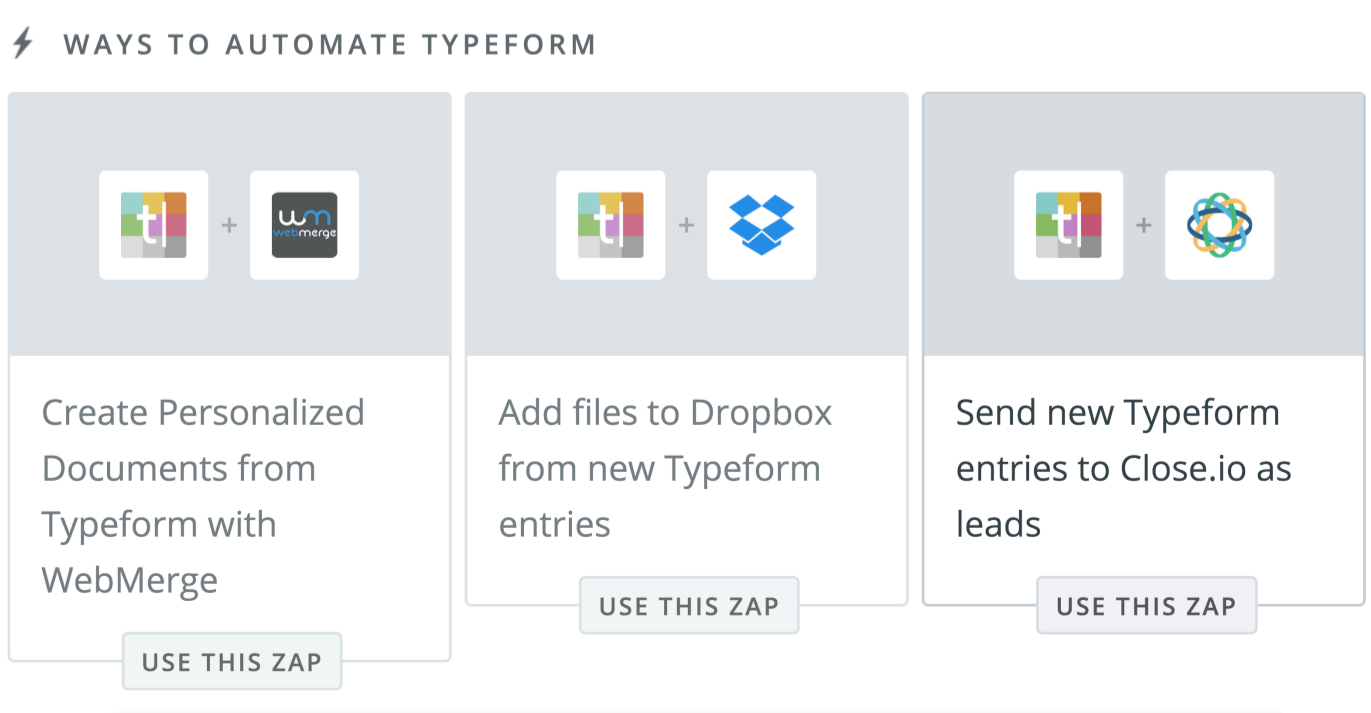 WAYS TO AUTOMATE TYPEFORM
t
+
wm
webmerge
t
+
t
+
Create Personalized
Documents from
Typeform with
WebMerge
USE THIS ZAP
Add files to Dropbox
from new Typeform
entries
USE THIS ZAP
Send new Typeform
entries to Close.io as
leads
USE THIS ZAP